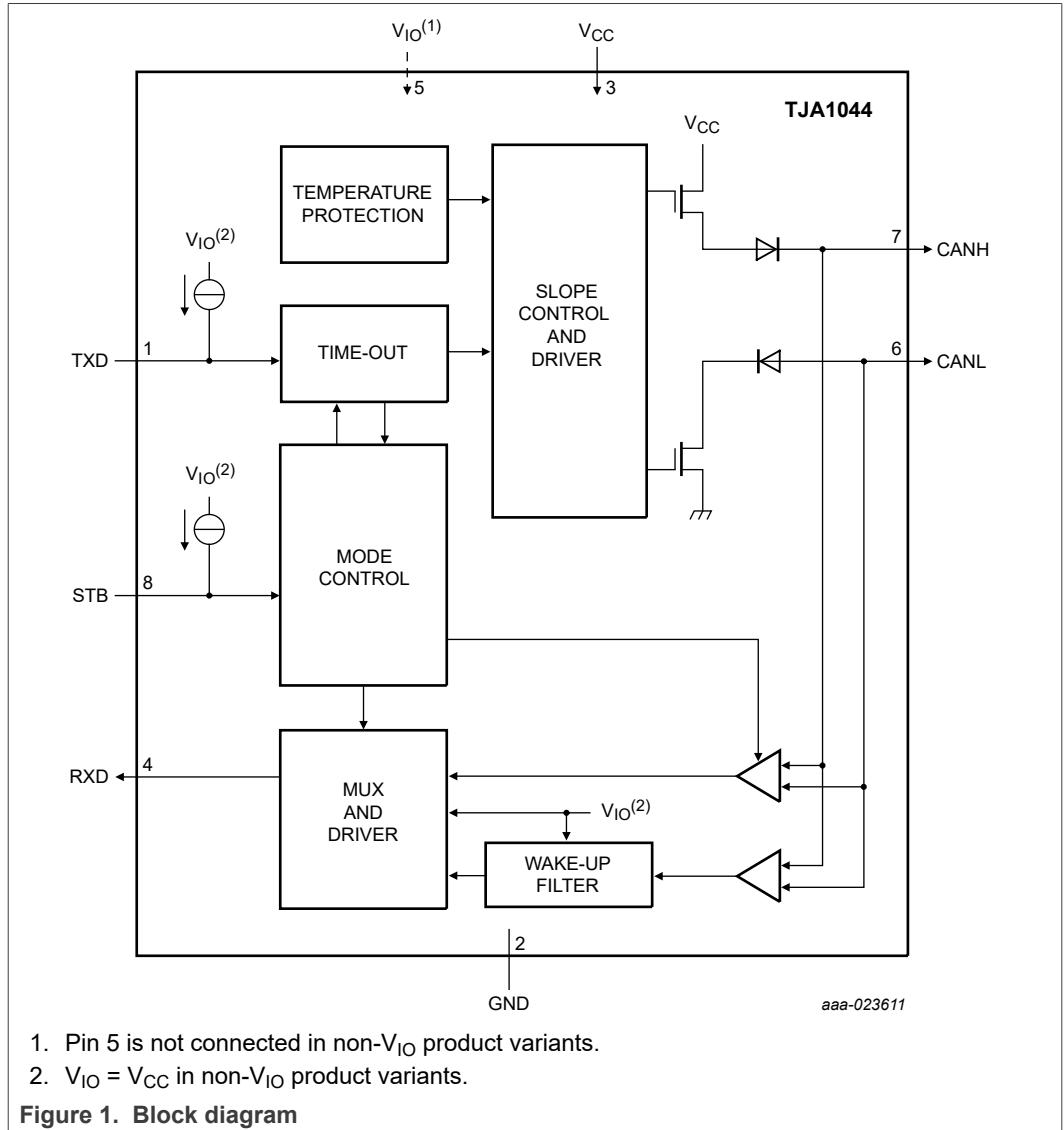 VIO(1)
VCC
5
3
TJA1044
VCC
TEMPERATURE
PROTECTION
VIO(2)
7
CANH
SLOPE
CONTROL
AND
DRIVER
TXD
1
TIME-OUT
6
CANL
VIO(2)
MODE
CONTROL
STB
8
RXD
4
MUX
AND
DRIVER
VIO(2)
WAKE-UP
FILTER
2
GND
aaa-023611
1. Pin 5 is not connected in non-VIO product variants.
2. VIO = VCC in non-VIO product variants.
Figure 1. Block diagram